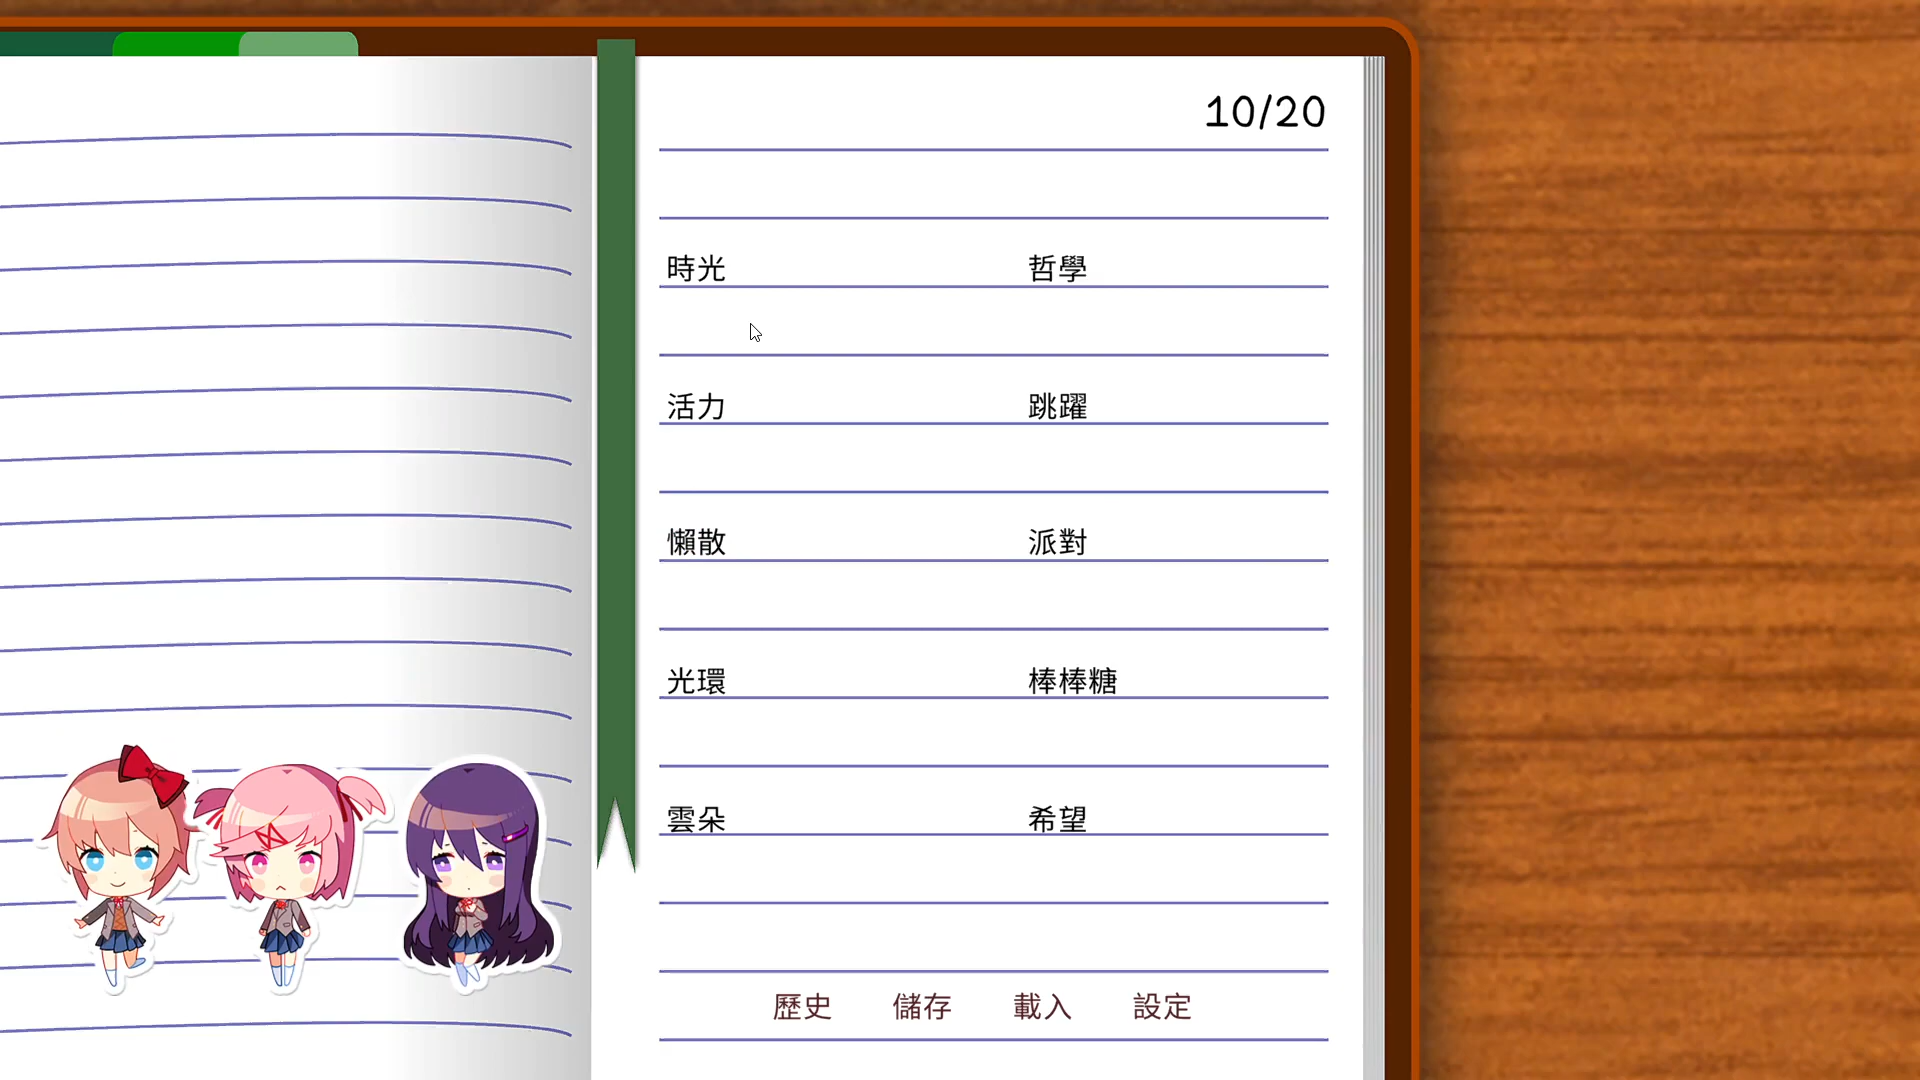 10/20
時光 哲學
活力 跳躍
懶散 派對
光環 棒棒糖
雲朵 希望
歷史 儲存 載入 設定